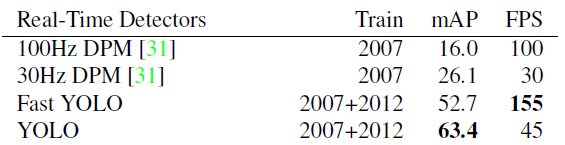 Real-Time Detectors Train mAP FPS
100Hz DPM [31] 2007 16.0 100
30Hz DPM [31] 2007 26.1 30
Fast YOLO 2007+2012 52.7 155
YOLO 2007+2012 63.4 45